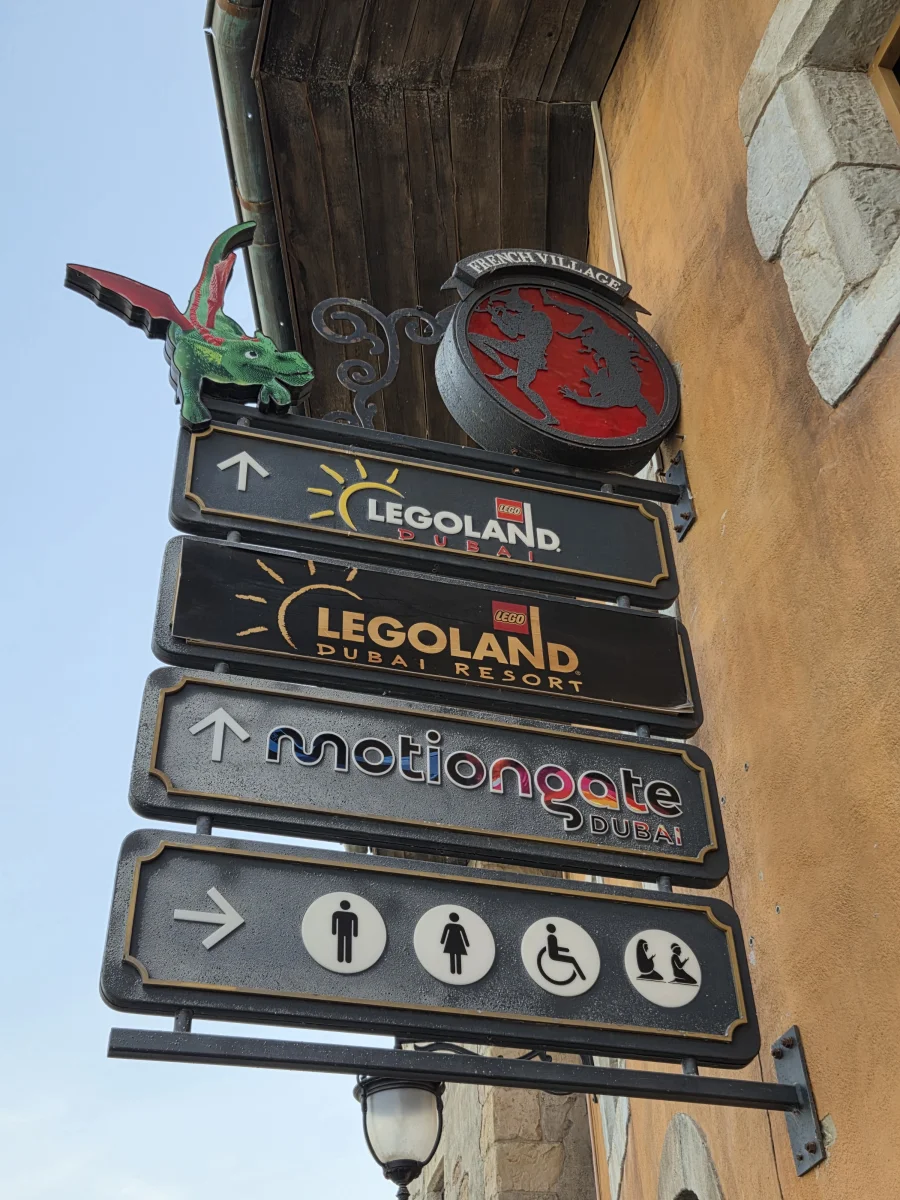 FRENCH VILLAGE
LEGO
LEGOLAND®
DUBAI
LEGO
LEGOLAND®
DUBAI RESORT
motiongate
DUBAI